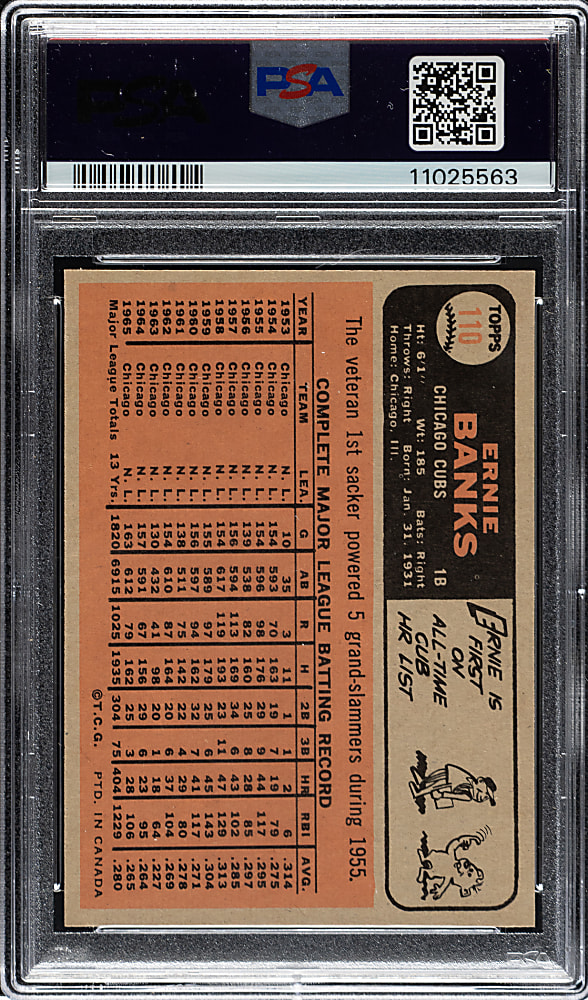 PSA
PSA
11025563
TOPPS
110
ERNIE
BANKS
CHICAGO CUBS 1B
Ht: 6'1" Wt: 185 Bats: Right
Throws: Right Born: Jan. 31, 1931
Home: Chicago, Ill.
ERNIE IS
FIRST
ON
ALL-TIME
CUB
HR LIST
The veteran 1st sacker powered 5 grand-slammers during 1955.
COMPLETE MAJOR LEAGUE BATTING RECORD
YEAR TEAM LEA. G AB R H 2B 3B HR RBI AVG.
1953 Chicago N. L. 10 35 3 11 1 1 2 6 .314
1954 Chicago N. L. 154 593 70 163 19 7 19 79 .275
1955 Chicago N. L. 154 596 98 176 29 9 44 117 .295
1956 Chicago N. L. 139 538 82 160 25 8 28 85 .297
1957 Chicago N. L. 156 594 113 169 34 6 43 102 .285
1958 Chicago N. L. 154 617 119 193 23 11 47 129 .313
1959 Chicago N. L. 155 589 97 179 25 6 45 143 .304
1960 Chicago N. L. 156 597 94 162 32 7 41 117 .271
1961 Chicago N. L. 138 511 75 142 22 4 29 80 .278
1962 Chicago N. L. 154 610 87 164 20 6 37 104 .269
1963 Chicago N. L. 130 432 41 98 20 1 18 64 .227
1964 Chicago N. L. 157 591 67 156 29 6 23 95 .264
1965 Chicago N. L. 163 612 79 162 25 3 28 106 .265
Major League Totals 13 Yrs. 1820 6915 1025 1935 304 75 404 1229 .280
©T.C.G. PTD. IN CANADA